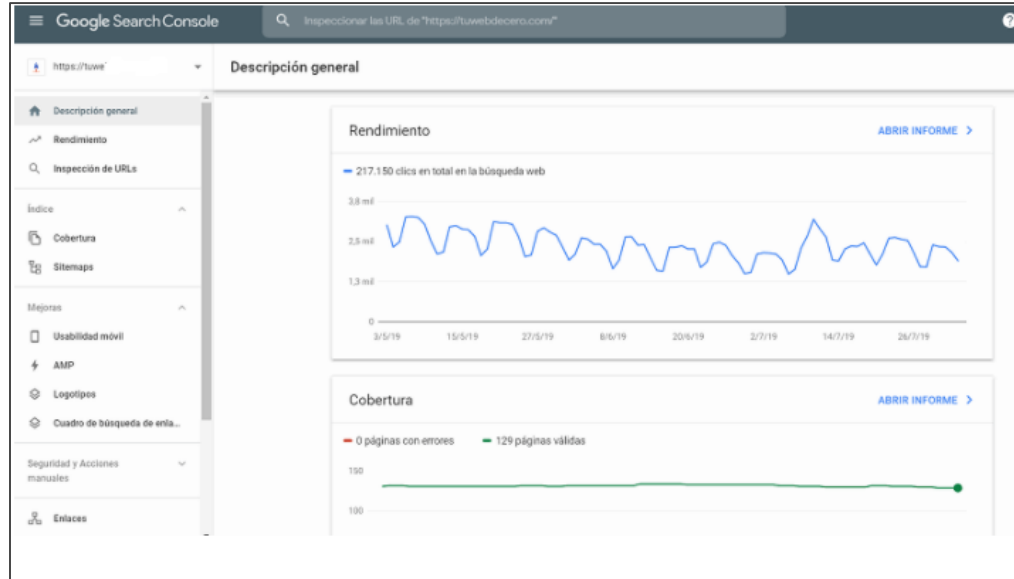 Google Search Console
Inspeccionar las URL de "https://tuwebdecero.com/"
?
https://tuwe
Descripción general
Descripción general
Rendimiento
Inspección de URLs
Índice
Cobertura
Sitemaps
Mejoras
Usabilidad móvil
AMP
Logotipos
Cuadro de búsqueda de enla...
Seguridad y Acciones
manuales
Enlaces
Rendimiento
ABRIR INFORME
217.150 clics en total en la búsqueda web
3,8 mil
2,5 mil
1,3 mil
0
3/5/19 15/5/19 27/5/19 8/6/19 20/6/19 2/7/19 14/7/19 26/7/19
Cobertura
ABRIR INFORME
0 páginas con errores 129 páginas válidas
150
100